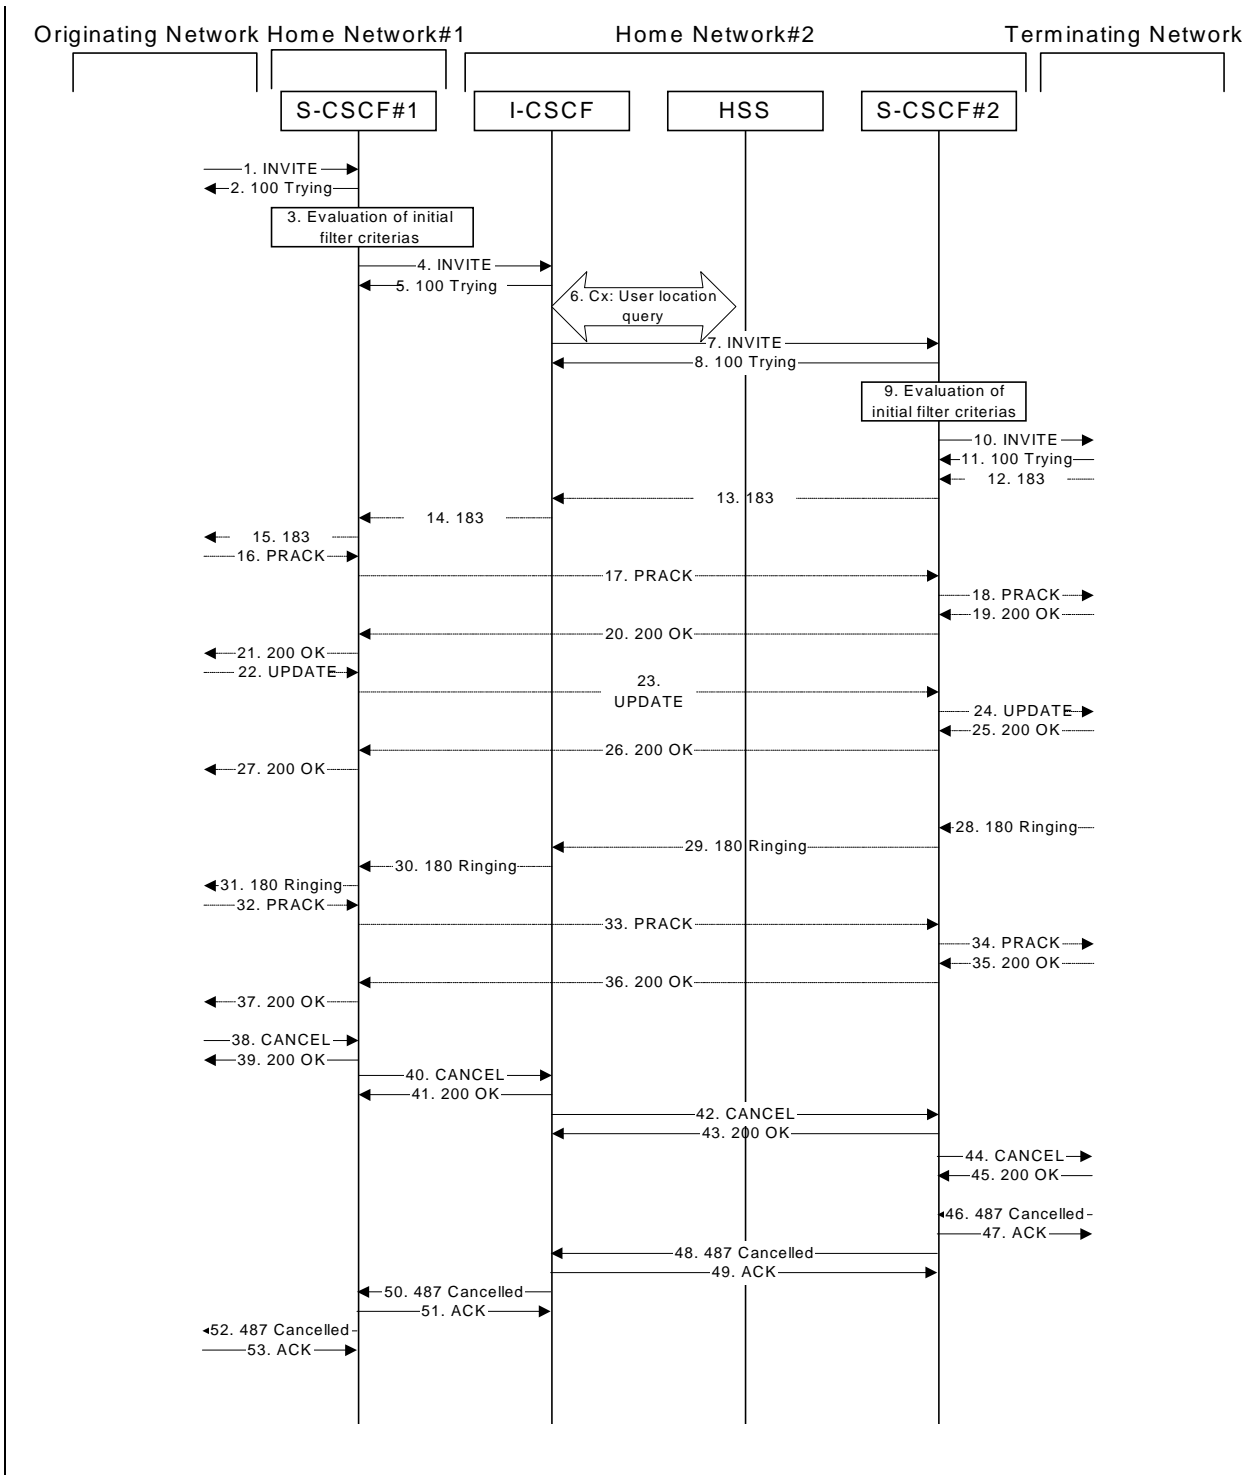 Originating Network Home Network#1 Home Network#2 Terminating Network
S-CSCF#1 I-CSCF HSS S-CSCF#2
1. INVITE
2. 100 Trying
3. Evaluation of initial
filter criterias
4. INVITE
5. 100 Trying
6. Cx: User location
query
7. INVITE
8. 100 Trying
9. Evaluation of
initial filter criterias
10. INVITE
11. 100 Trying
12. 183
13. 183
14. 183
15. 183
16. PRACK
17. PRACK
18. PRACK
19. 200 OK
20. 200 OK
21. 200 OK
22. UPDATE
23.
UPDATE
24. UPDATE
25. 200 OK
26. 200 OK
27. 200 OK
28. 180 Ringing
29. 180 Ringing
30. 180 Ringing
31. 180 Ringing
32. PRACK
33. PRACK
34. PRACK
35. 200 OK
36. 200 OK
37. 200 OK
38. CANCEL
39. 200 OK
40. CANCEL
41. 200 OK
42. CANCEL
43. 200 OK
44. CANCEL
45. 200 OK
46. 487 Cancelled
47. ACK
48. 487 Cancelled
49. ACK
50. 487 Cancelled
51. ACK
52. 487 Cancelled
53. ACK